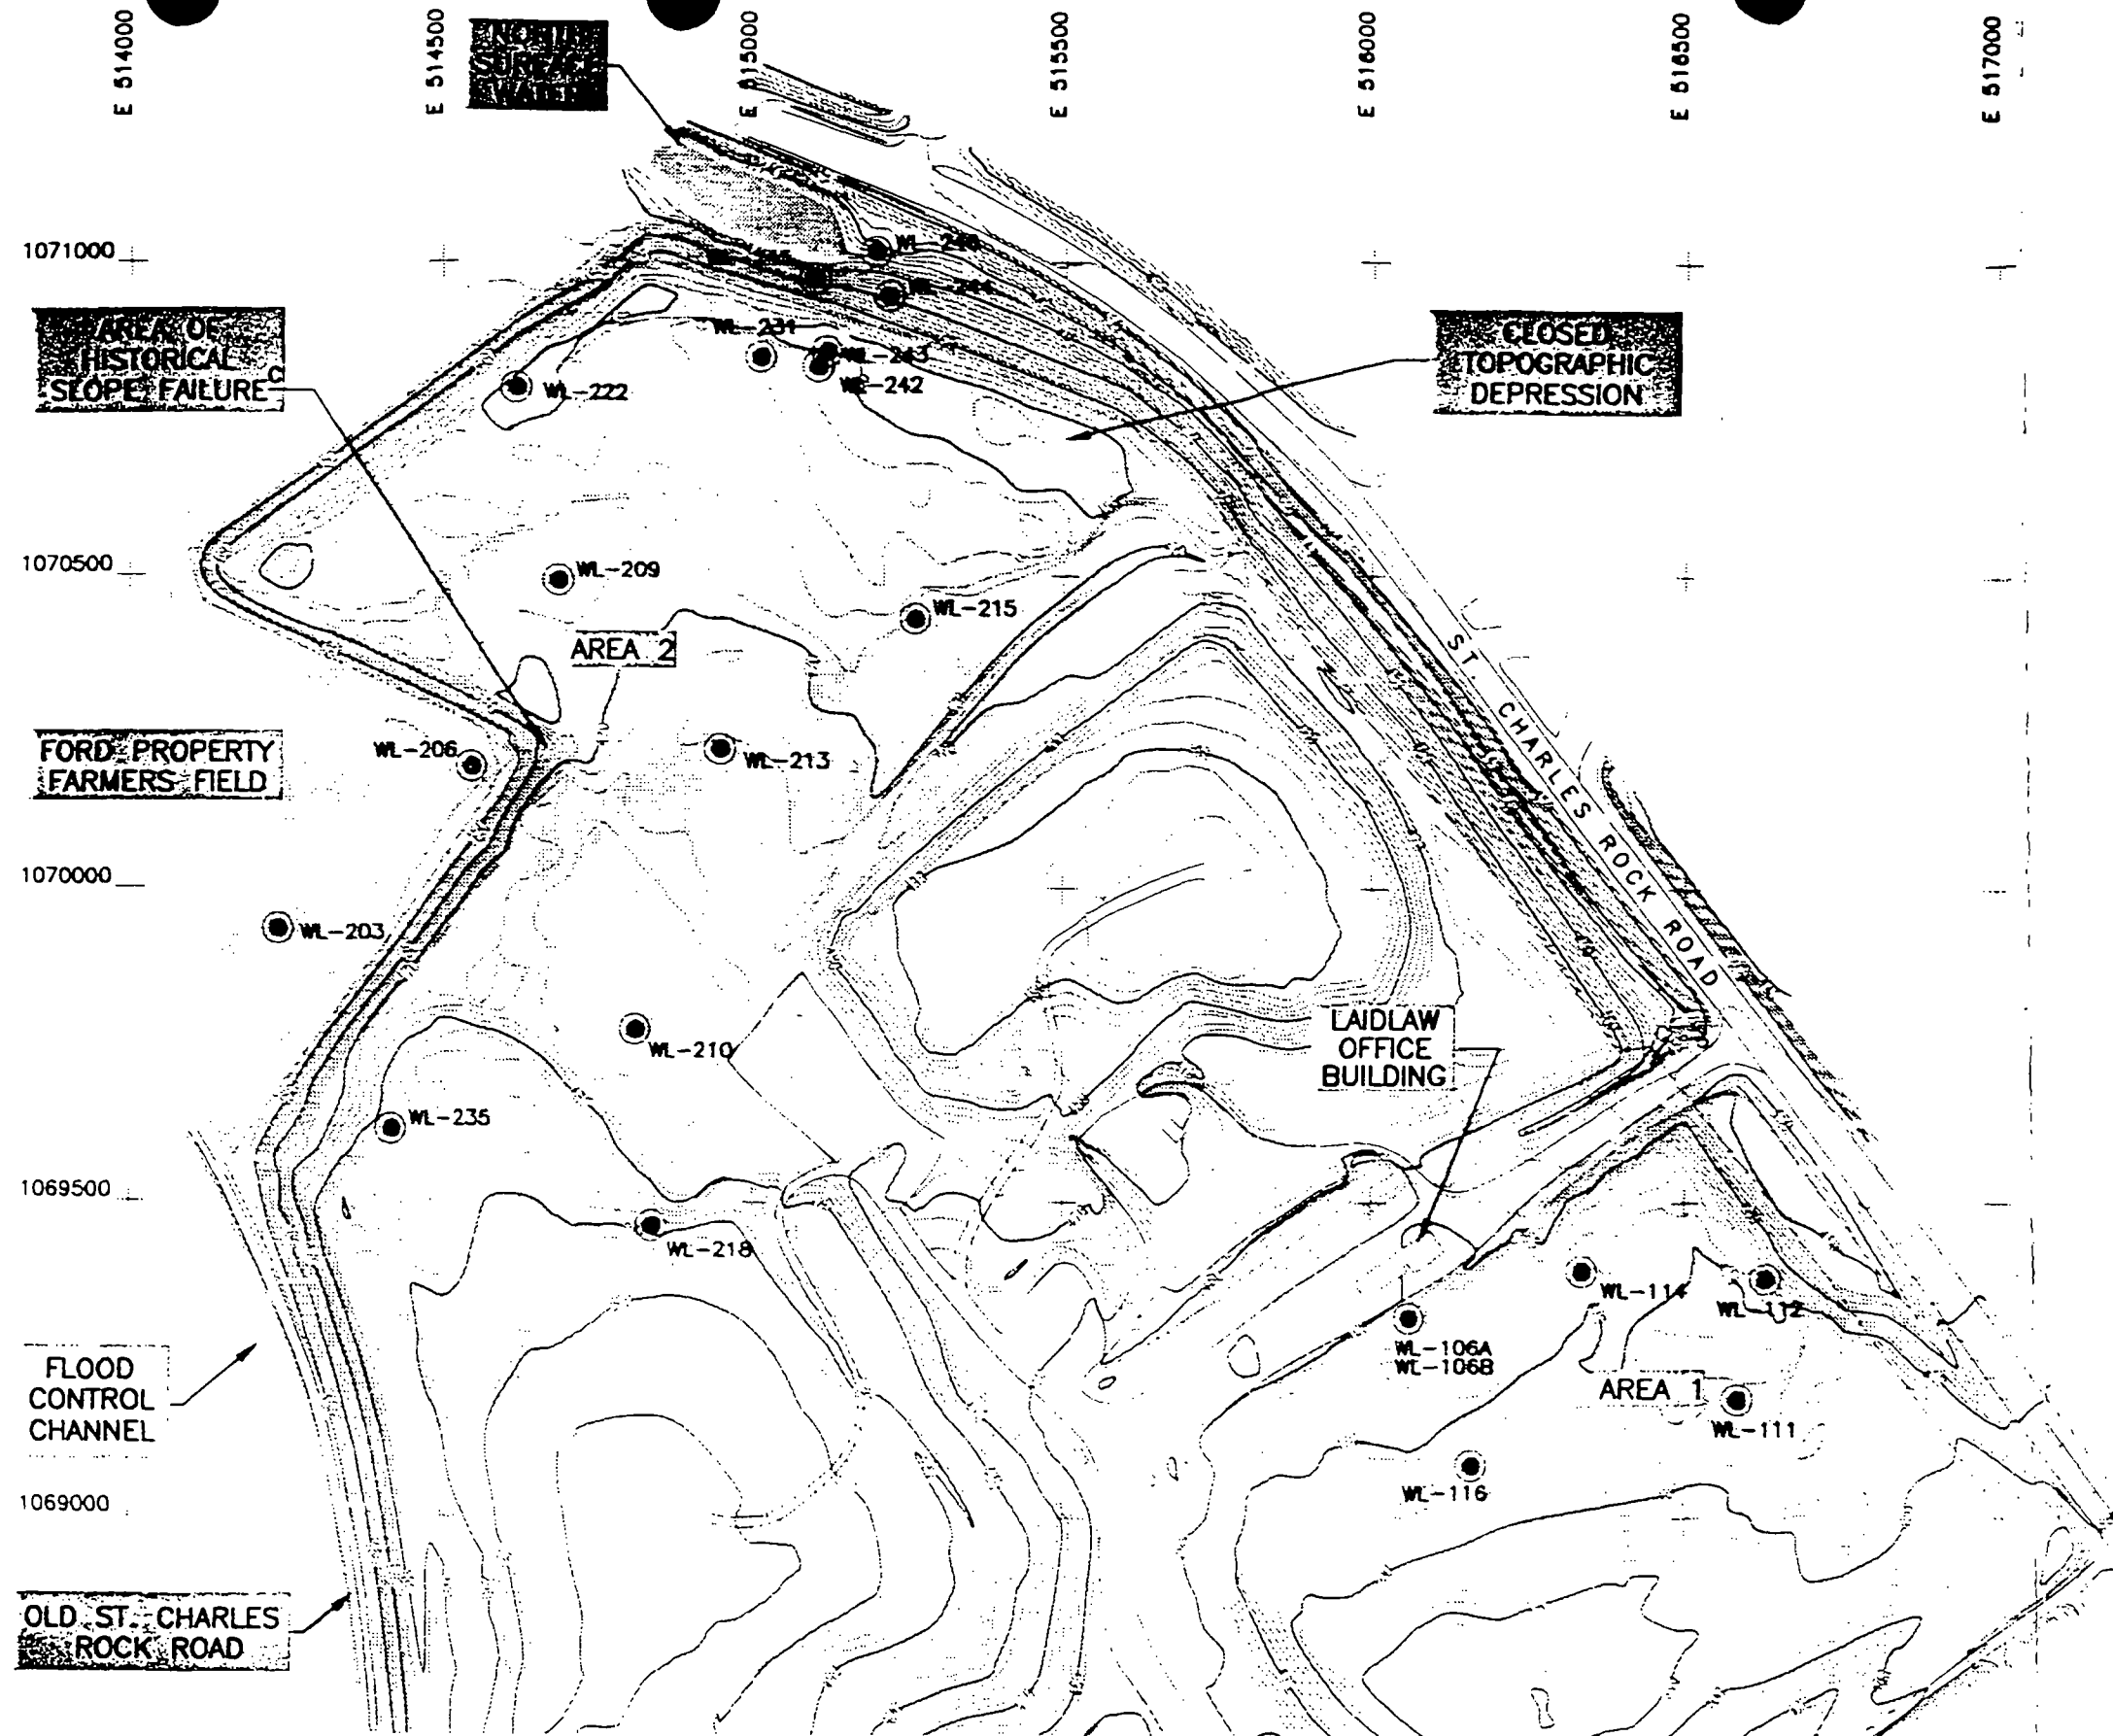 E 514000
E 514500
E 515000
E 515500
E 516000
E 516500
E 517000
NORTH
SURFACE
WATER
1071000
WL-244
AREA OF
HISTORICAL
SLOPE FAILURE
C
WL-231
WL-243
WL-242
WL-222
CLOSED
TOPOGRAPHIC
DEPRESSION
1070500
WL-209
WL-215
AREA 2
ST. CHARLES ROCK ROAD
FORD PROPERTY
FARMERS FIELD
WL-206
WL-213
1070000
WL-203
WL-210
LAIDLAW
OFFICE
BUILDING
WL-235
1069500
WL-218
WL-114
WL-112
WL-106A
WL-106B
FLOOD
CONTROL
CHANNEL
AREA 1
WL-111
WL-116
1069000
OLD ST. CHARLES
ROCK ROAD